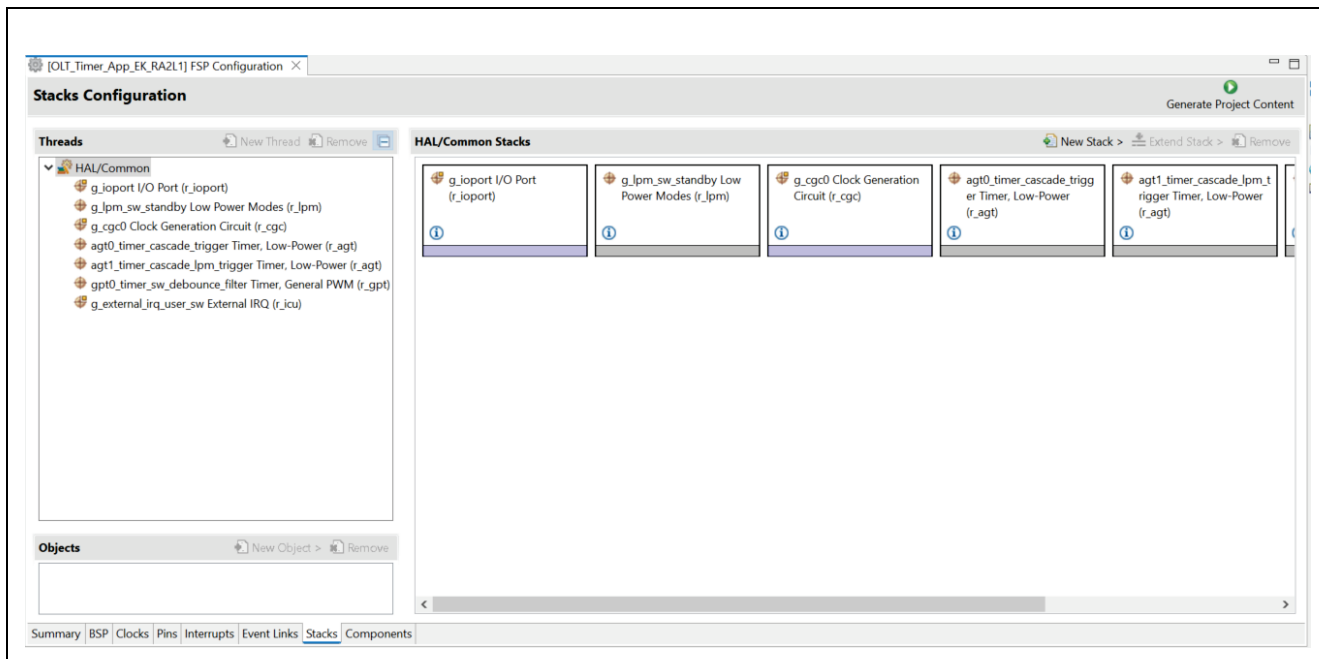 [OLT_Timer_App_EK_RA2L1] FSP Configuration
Stacks Configuration
Generate Project Content
Threads
New Thread
Remove
HAL/Common
g_ioport I/O Port (r_ioport)
g_lpm_sw_standby Low Power Modes (r_lpm)
g_cgc0 Clock Generation Circuit (r_cgc)
agt0_timer_cascade_trigger Timer, Low-Power (r_agt)
agt1_timer_cascade_lpm_trigger Timer, Low-Power (r_agt)
gpt0_timer_sw_debounce_filter Timer, General PWM (r_gpt)
g_external_irq_user_sw External IRQ (r_icu)
Objects
New Object >
Remove
HAL/Common Stacks
New Stack >
Extend Stack >
Remove
g_ioport I/O Port
(r_ioport)
g_lpm_sw_standby Low
Power Modes (r_lpm)
g_cgc0 Clock Generation
Circuit (r_cgc)
agt0_timer_cascade_trigg
er Timer, Low-Power
(r_agt)
agt1_timer_cascade_lpm_t
rigger Timer, Low-Power
(r_agt)
Summary BSP Clocks Pins Interrupts Event Links Stacks Components